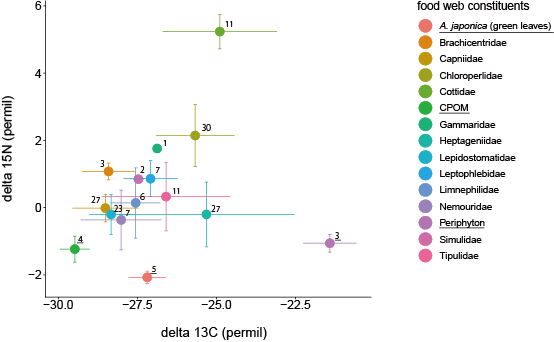 food web constituents
A. japonica (green leaves)
Brachicentridae
Capniidae
Chloroperlidae
Cottidae
CPOM
Gammaridae
Heptageniidae
Lepidostomatidae
Leptophlebidae
Limnephilidae
Nemouridae
Periphyton
Simulidae
Tipulidae
delta 15N (permil)
6
4
2
0
−2
11
30
1
3
2
7
11
6
27
23
7
27
4
3
5
−30.0
−27.5
−25.0
−22.5
delta 13C (permil)